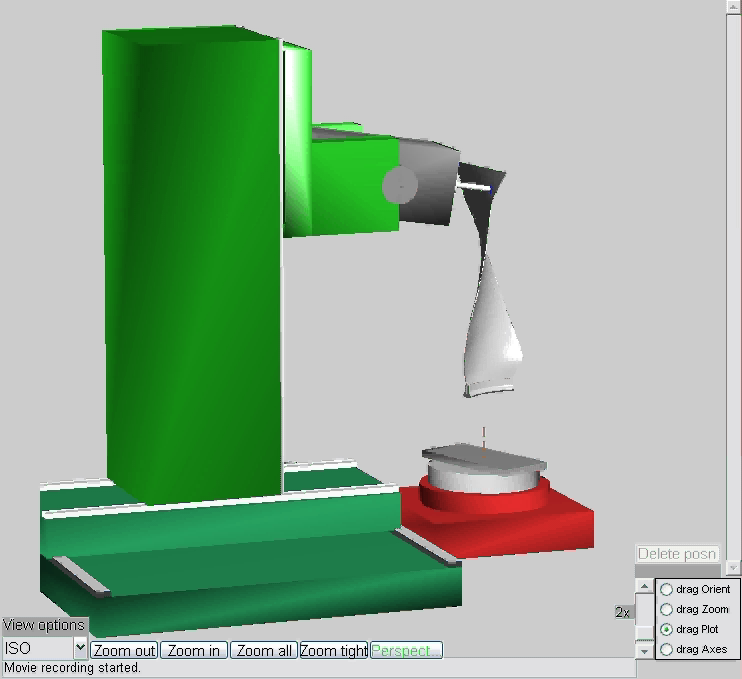 Delete posn
drag Orient
2x
drag Zoom
drag Plot
drag Axes
View options
ISO
Zoom out
Zoom in
Zoom all
Zoom tight
Perspect...
Movie recording started.